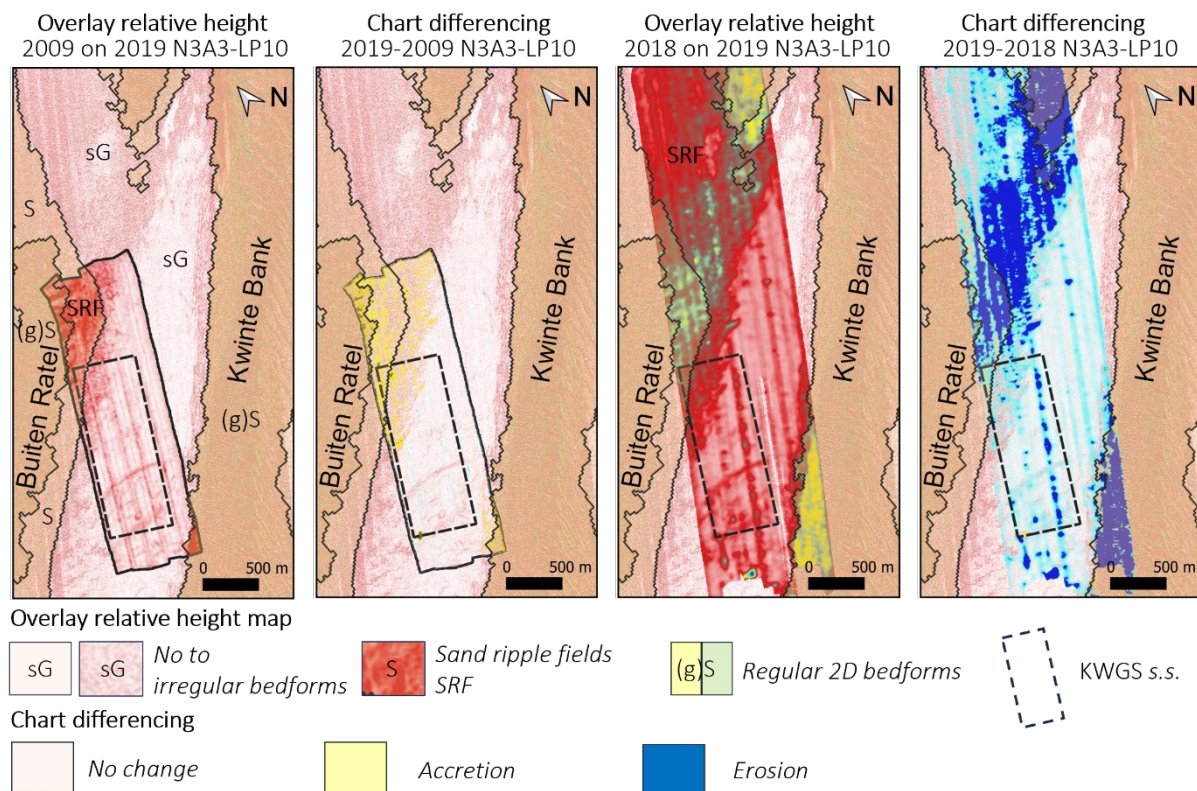 Overlay relative height
2009 on 2019 N3A3-LP10
Chart differencing
2019-2009 N3A3-LP10
Overlay relative height
2018 on 2019 N3A3-LP10
Chart differencing
2019-2018 N3A3-LP10
N
sG
S
sG
SRF
(g)S
Buiten Ratel
Kwinte Bank
(g)S
S
0 500 m
N
Buiten Ratel
Kwinte Bank
0 500 m
N
SRF
Buiten Ratel
Kwinte Bank
0 500 m
N
Buiten Ratel
Kwinte Bank
0 500 m
Overlay relative height map
sG sG No to
irregular bedforms
S Sand ripple fields
SRF
(g)S Regular 2D bedforms
KWGS s.s.
Chart differencing
No change
Accretion
Erosion